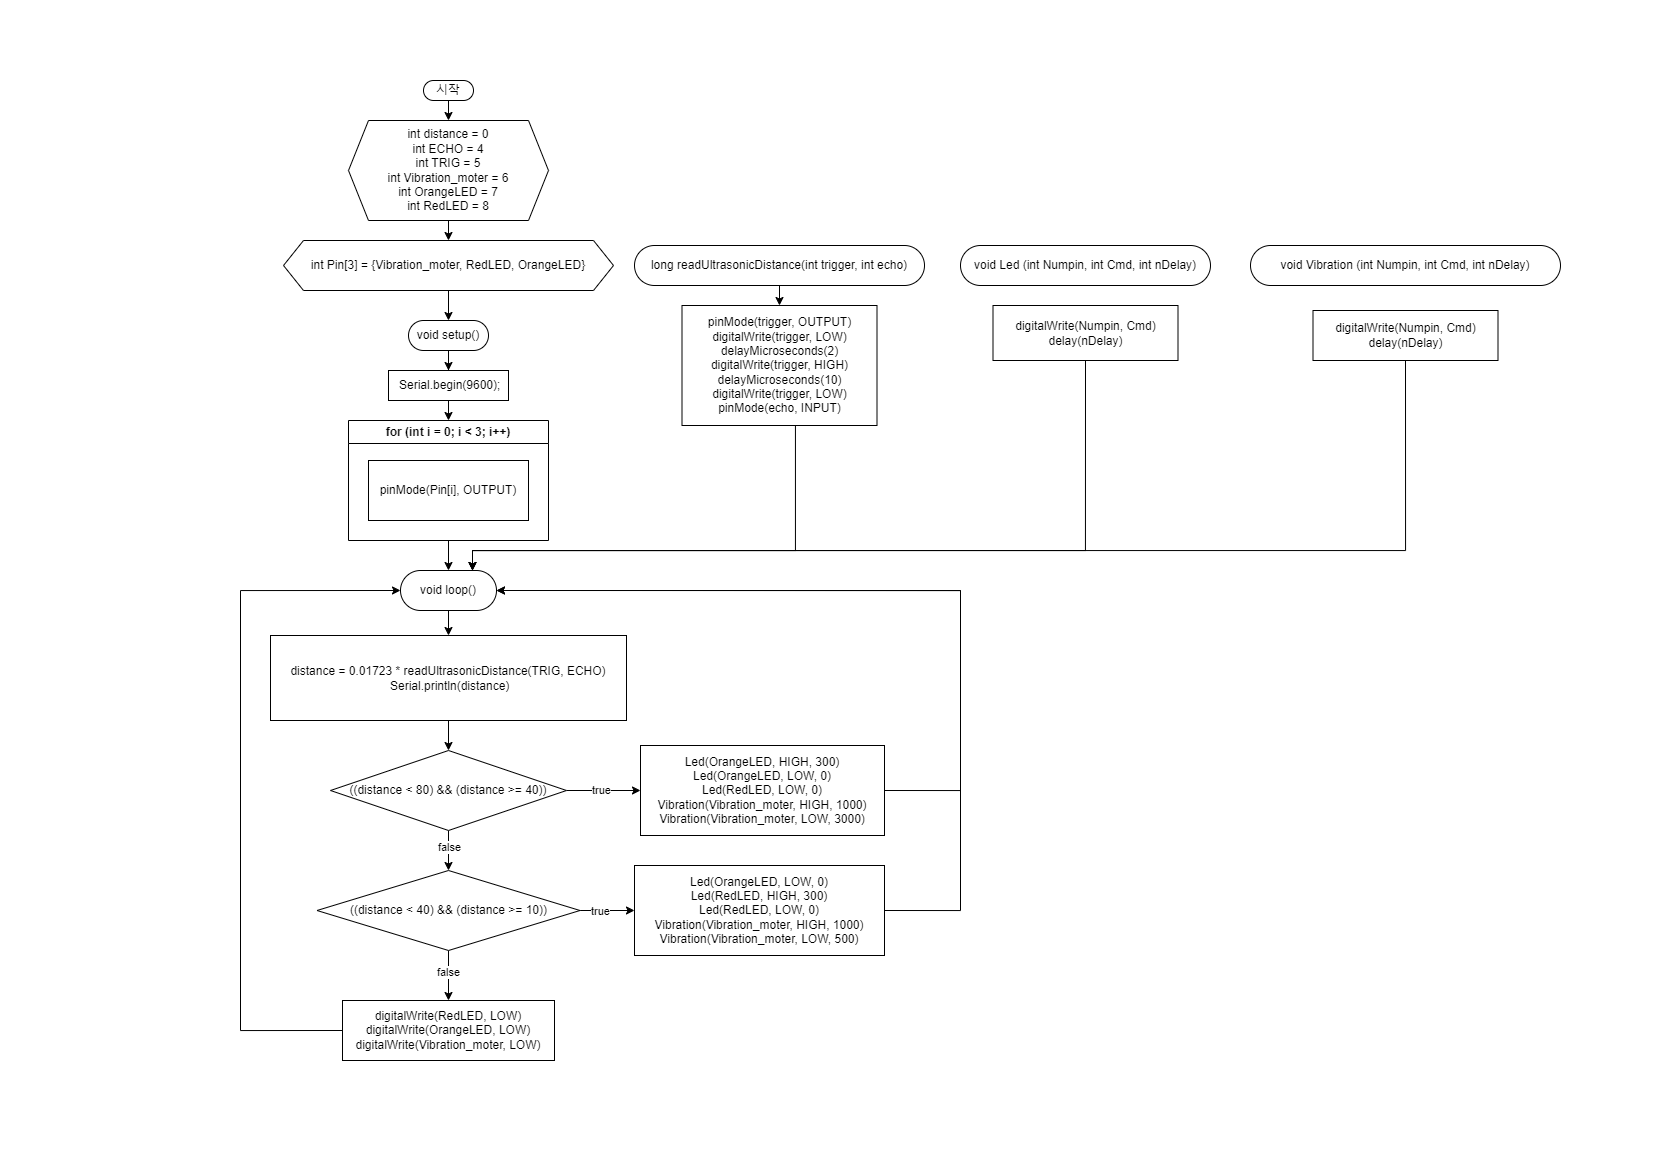 시작
int distance = 0
int ECHO = 4
int TRIG = 5
int Vibration_moter = 6
int OrangeLED = 7
int RedLED = 8
int Pin[3] = {Vibration_moter, RedLED, OrangeLED}
void setup()
Serial.begin(9600);
for (int i = 0; i < 3; i++)
pinMode(Pin[i], OUTPUT)
long readUltrasonicDistance(int trigger, int echo)
pinMode(trigger, OUTPUT)
digitalWrite(trigger, LOW)
delayMicroseconds(2)
digitalWrite(trigger, HIGH)
delayMicroseconds(10)
digitalWrite(trigger, LOW)
pinMode(echo, INPUT)
void Led (int Numpin, int Cmd, int nDelay)
digitalWrite(Numpin, Cmd)
delay(nDelay)
void Vibration (int Numpin, int Cmd, int nDelay)
digitalWrite(Numpin, Cmd)
delay(nDelay)
void loop()
distance = 0.01723 * readUltrasonicDistance(TRIG, ECHO)
Serial.println(distance)
((distance < 80) && (distance >= 40))
true
Led(OrangeLED, HIGH, 300)
Led(OrangeLED, LOW, 0)
Led(RedLED, LOW, 0)
Vibration(Vibration_moter, HIGH, 1000)
Vibration(Vibration_moter, LOW, 3000)
false
((distance < 40) && (distance >= 10))
true
Led(OrangeLED, LOW, 0)
Led(RedLED, HIGH, 300)
Led(RedLED, LOW, 0)
Vibration(Vibration_moter, HIGH, 1000)
Vibration(Vibration_moter, LOW, 500)
false
digitalWrite(RedLED, LOW)
digitalWrite(OrangeLED, LOW)
digitalWrite(Vibration_moter, LOW)